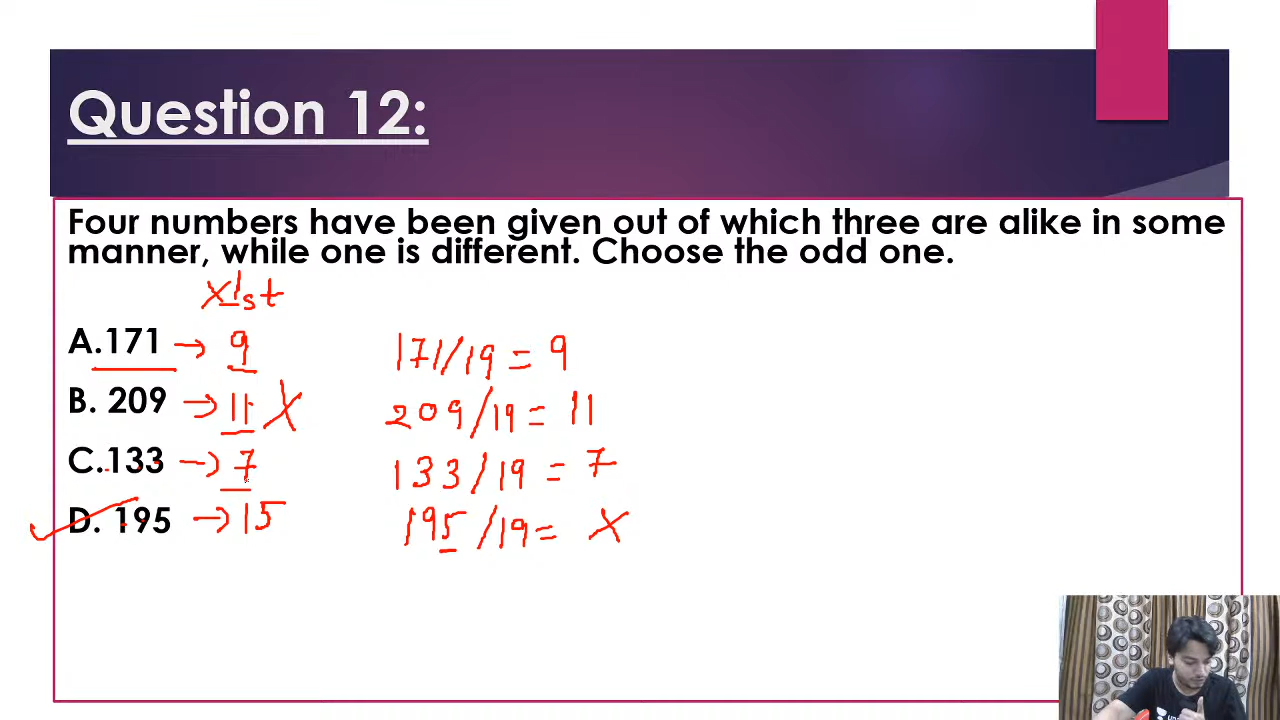 Question 12:
Four numbers have been given out of which three are alike in some
manner, while one is different. Choose the odd one.
x1st
A.171 → 9 171/19 = 9
B. 209 → 11 X 209/19 = 11
C.133 → 7 133/19 = 7
D. 195 → 15 195/19 = X